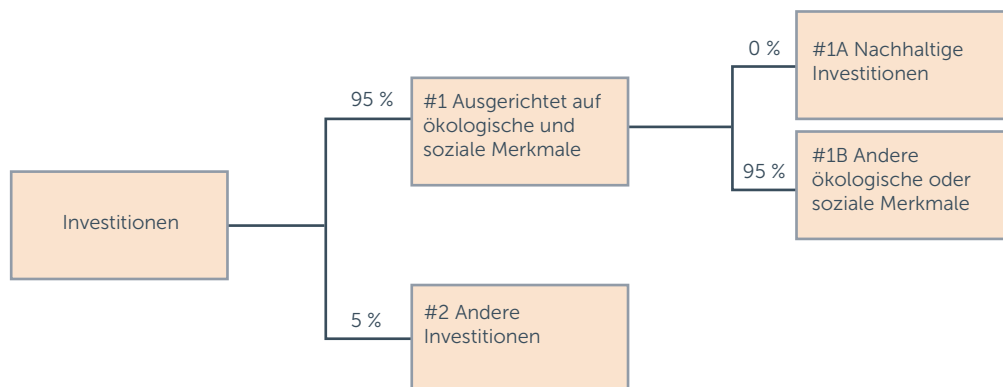 Investitionen
95 %
#1 Ausgerichtet auf
ökologische und
soziale Merkmale
5 %
#2 Andere
Investitionen
0 %
#1A Nachhaltige
Investitionen
95 %
#1B Andere
ökologische oder
soziale Merkmale